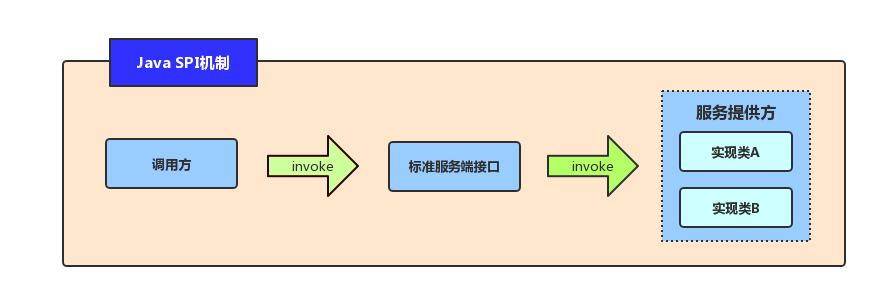 Java SPI机制
调用方
invoke
标准服务端接口
invoke
服务提供方
实现类A
实现类B